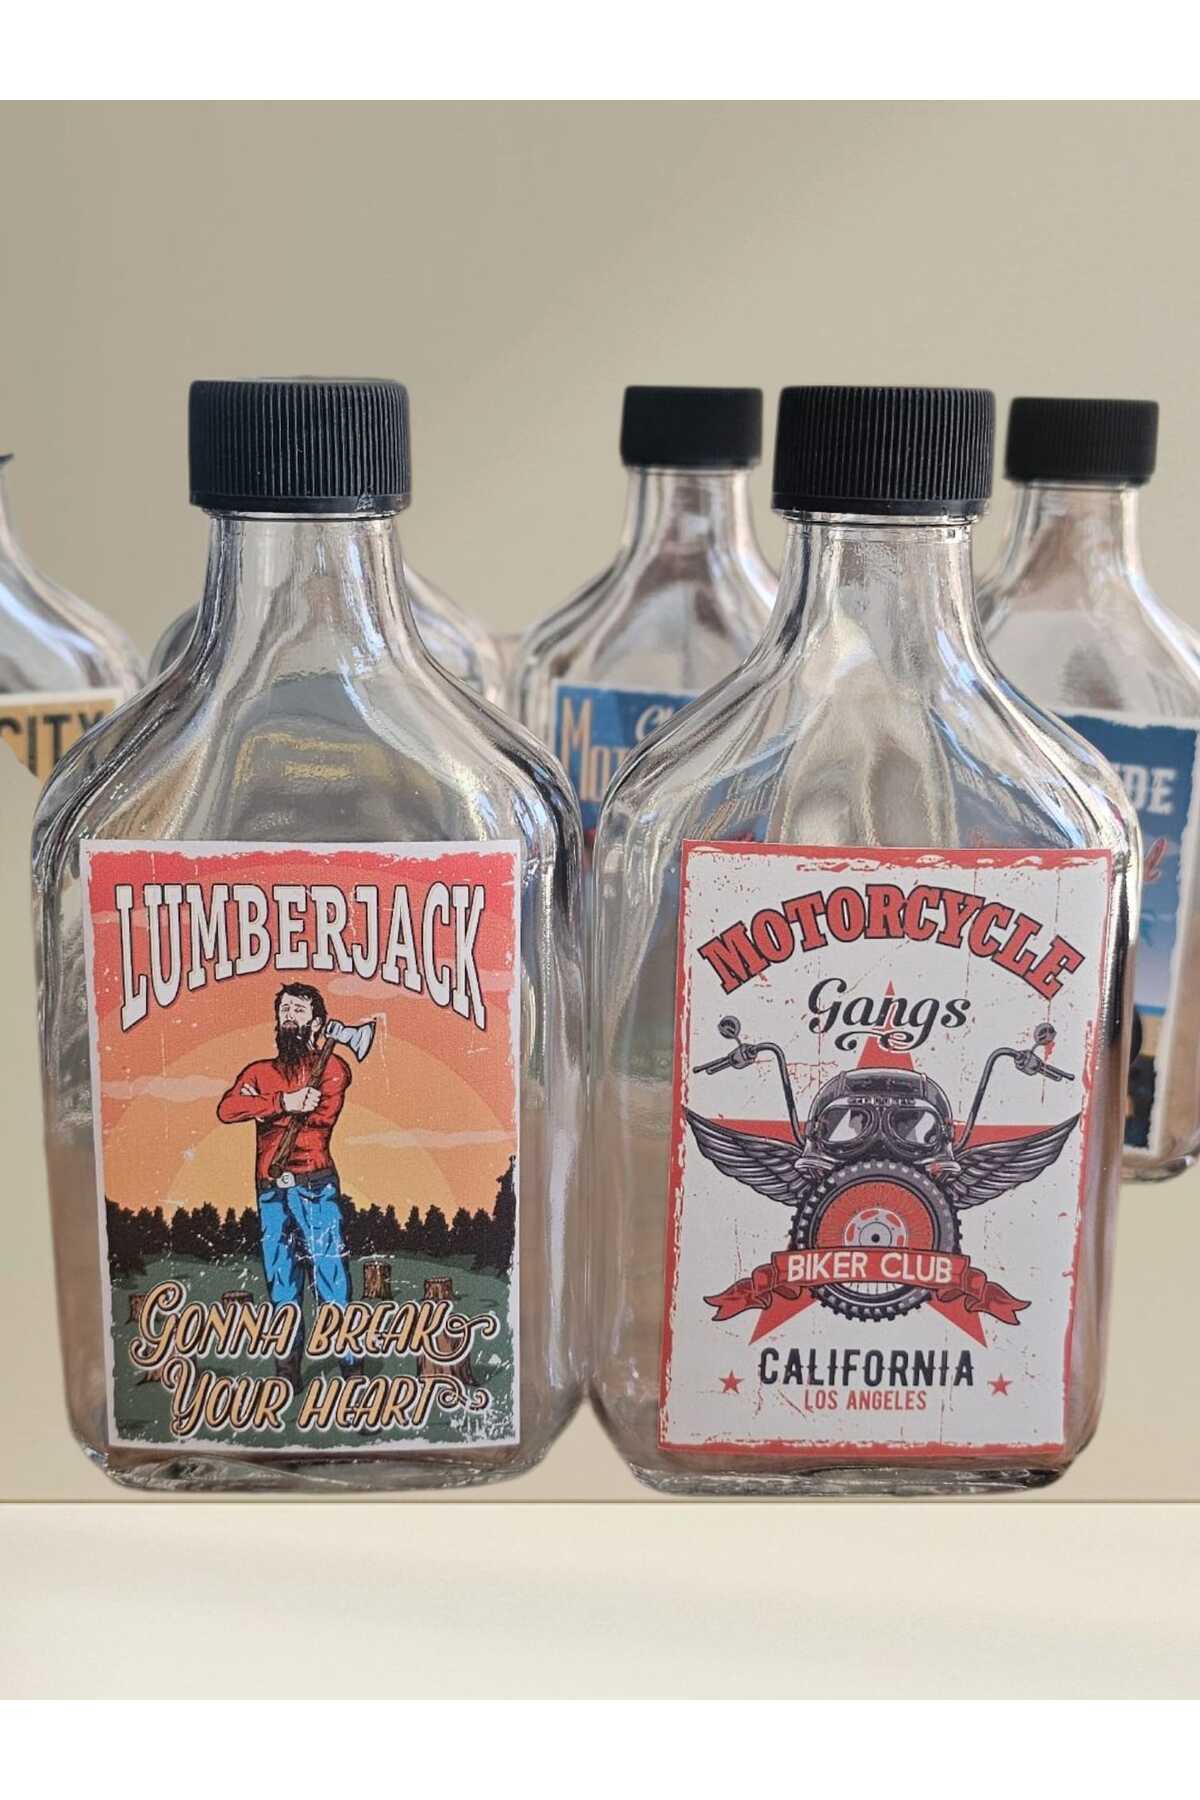 CITY
LUMBERJACK
GONNA BREAK
YOUR HEART
MOTORCYCLE
Gangs
BIKER CLUB
CALIFORNIA
LOS ANGELES